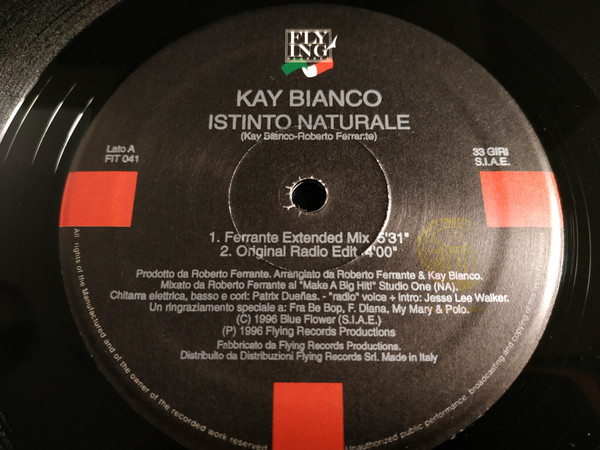 FLY
ING
RECORDS
KAY BIANCO
ISTINTO NATURALE
(Kay Bianco-Roberto Ferrante)
Lato A
FIT 041
33 GIRI
S.I.A.E.
1. Ferrante Extended Mix 5'31"
2. Original Radio Edit 4'00"
Prodotto da Roberto Ferrante. Arrangiato da Roberto Ferrante & Kay Bianco.
Mixato da Roberto Ferrante al "Make A Big Hit!" Studio One (NA).
Chitarra elettrica, basso e cori: Patrix Dueñas. - "radio" voice + intro: Jesse Lee Walker.
Un ringraziamento speciale a: Fra Be Bop, F. Diana, My Mary & Polo.
(C) 1996 Blue Flower (S.I.A.E.)
(P) 1996 Flying Records Productions
Fabbricato da Flying Records Productions.
Distribuito da Distribuzioni Flying Records Srl. Made in Italy
All rights of the Manufactured and of the owner of the recorded work reserved
Unauthorized public performance, broadcasting and copying of